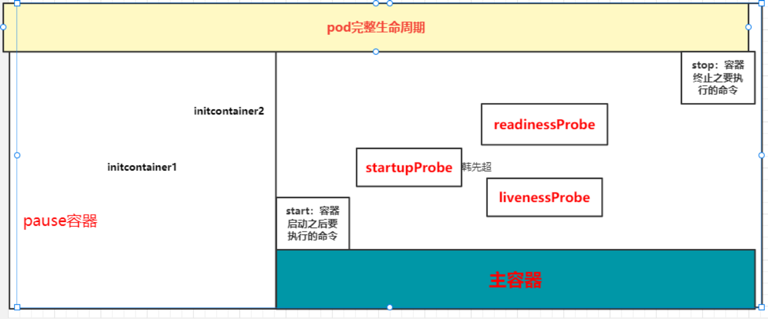 pod完整生命周期
stop：容器
终止之要执
行的命令
initcontainer2
readinessProbe
initcontainer1
startupProbe
韩先超
livenessProbe
start：容器
启动之后要
执行的命令
pause容器
主容器